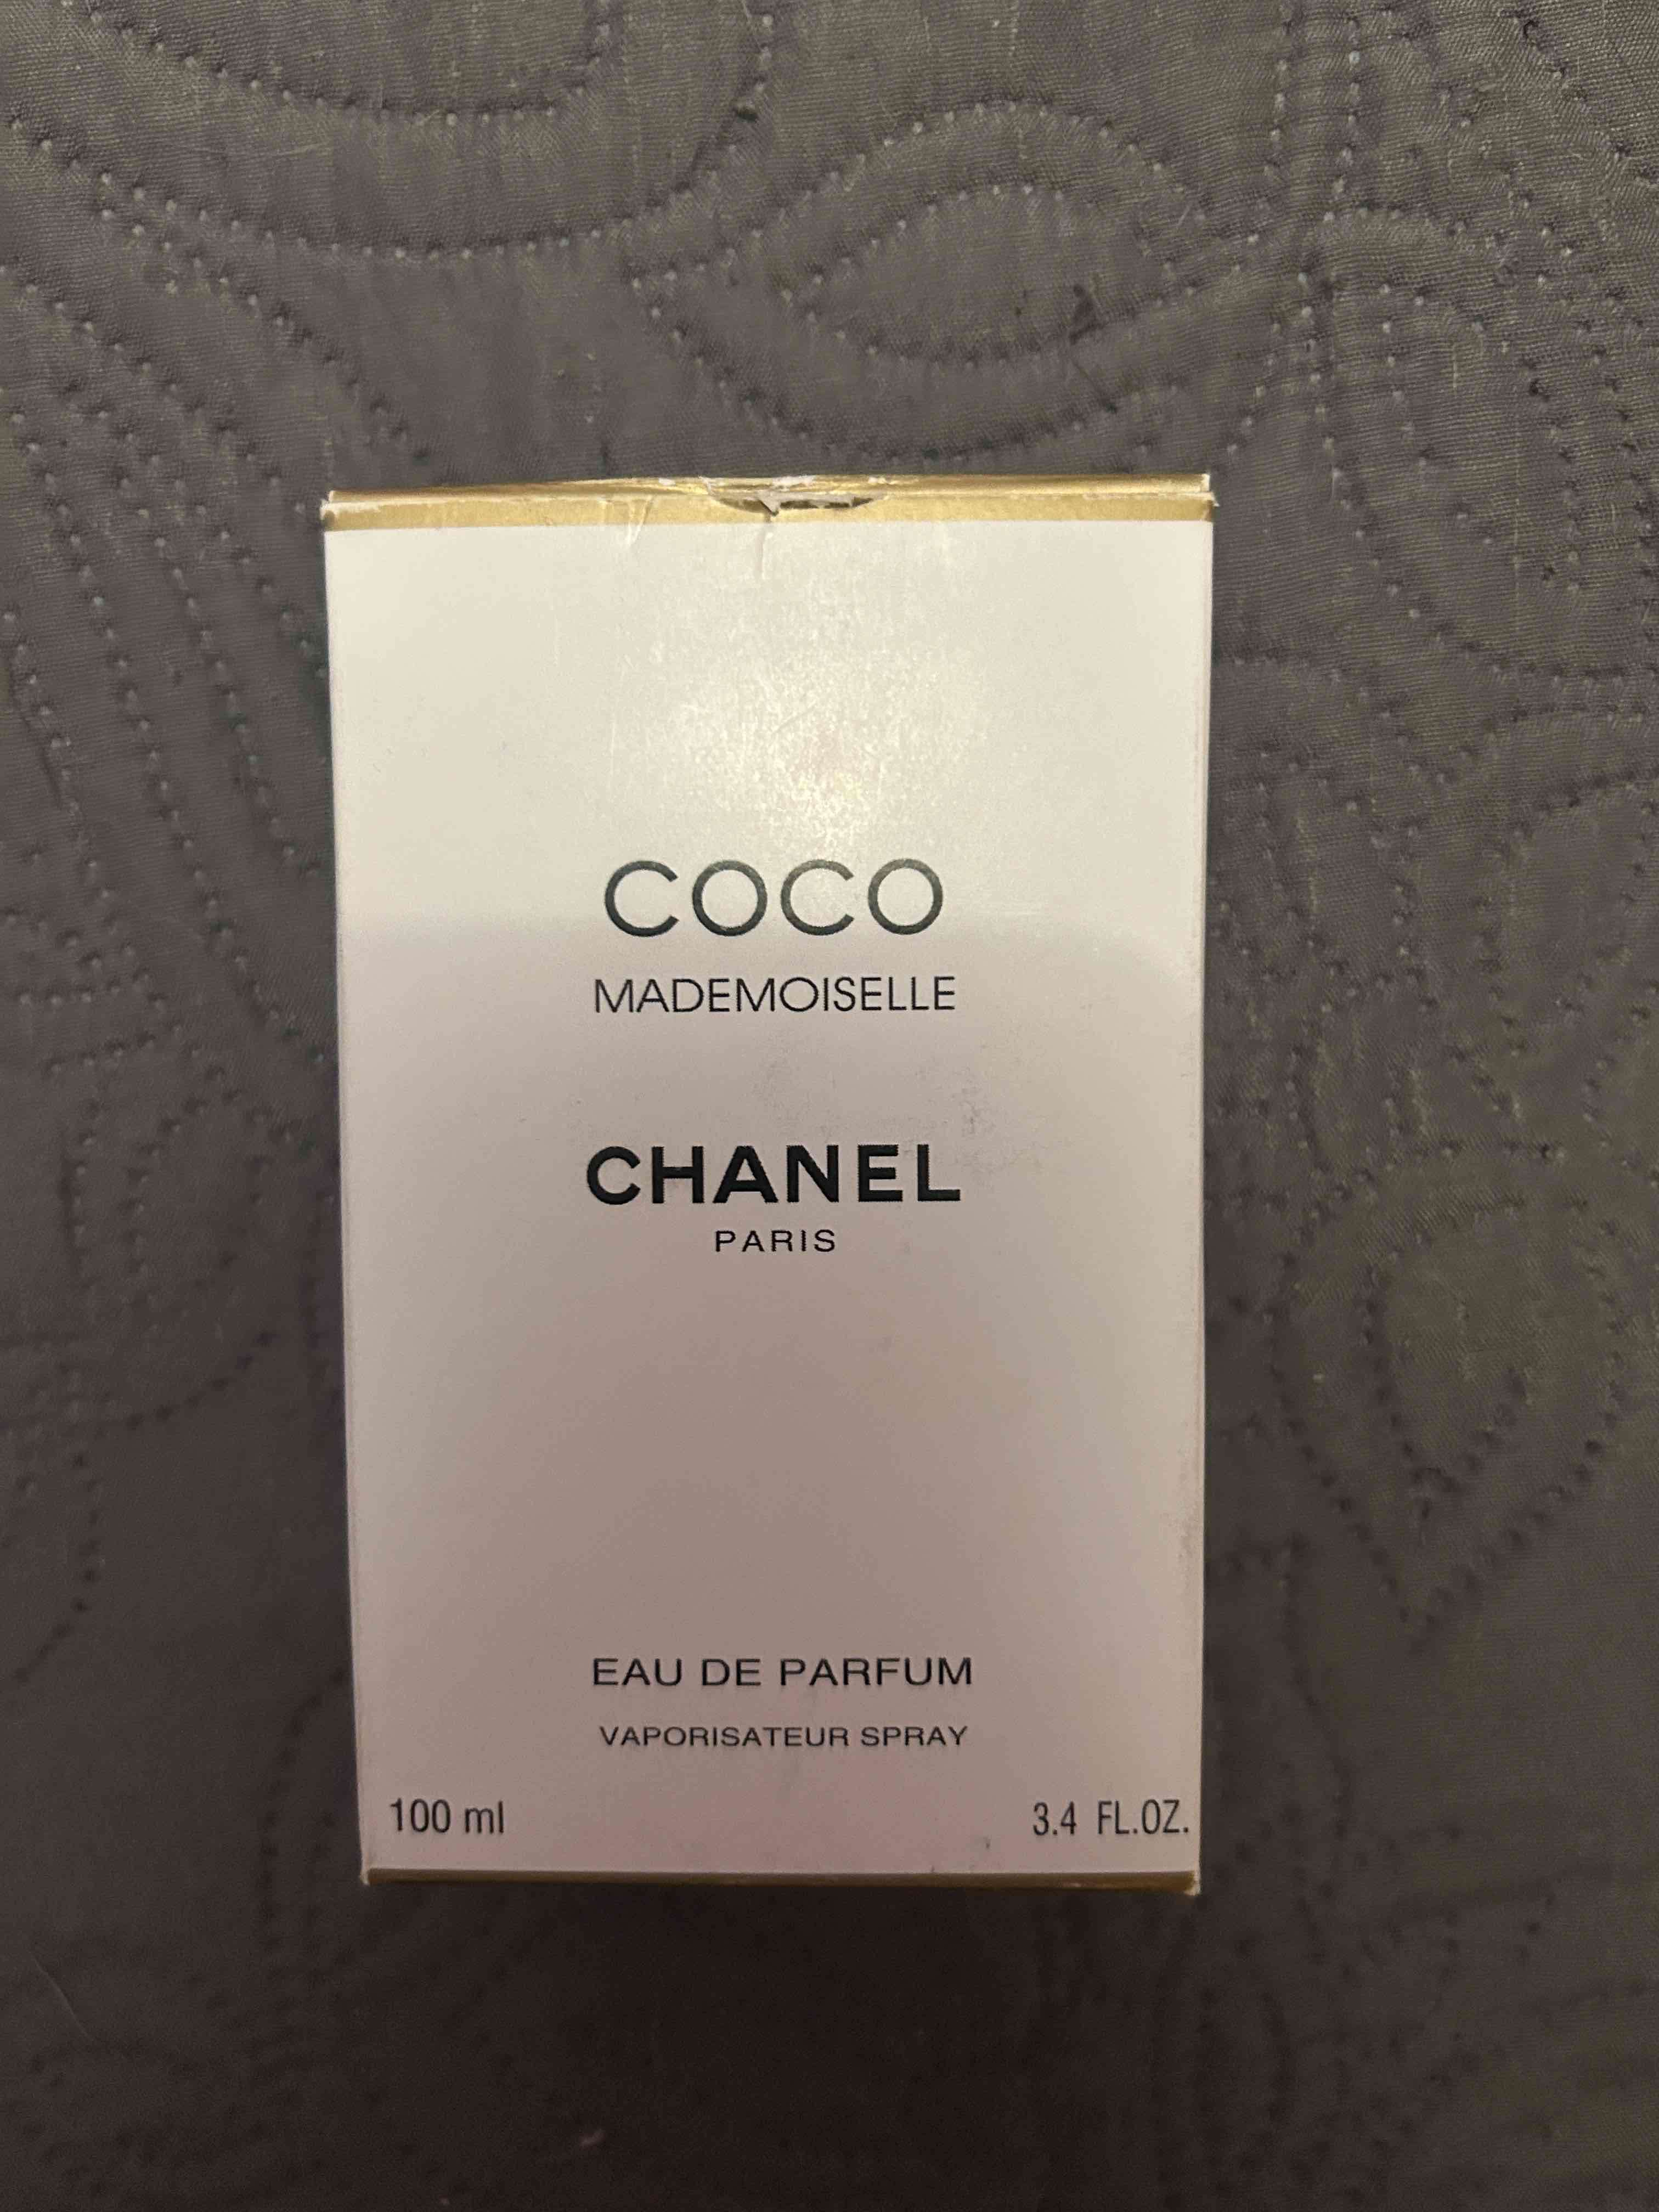 COCO
MADEMOISELLE
CHANEL
PARIS
EAU DE PARFUM
VAPORISATEUR SPRAY
100 ml 3.4 FL.OZ.